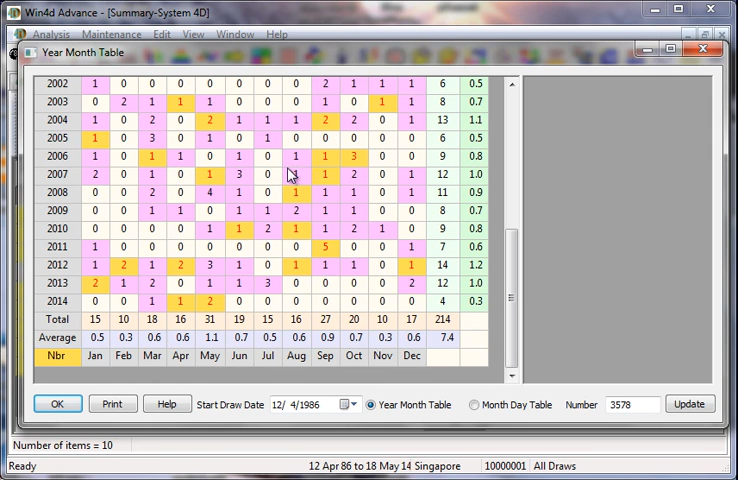 Win4d Advance - [Summary-System 4D]
Analysis Maintenance Edit View Window Help
Year Month Table
2002 1 0 0 0 0 0 0 0 2 1 1 1 6 0.5
2003 0 2 1 1 1 0 0 0 1 0 1 1 8 0.7
2004 1 0 2 0 2 1 1 1 2 2 0 1 13 1.1
2005 1 0 3 0 1 0 1 0 0 0 0 0 6 0.5
2006 1 0 1 1 0 1 0 1 1 3 0 0 9 0.8
2007 2 0 1 0 1 3 0 1 1 2 0 1 12 1.0
2008 0 0 2 0 4 1 0 1 1 1 0 1 11 0.9
2009 0 0 1 1 0 1 1 2 1 1 0 0 8 0.7
2010 0 0 0 0 1 1 2 1 1 2 1 0 9 0.8
2011 1 0 0 0 0 0 0 0 5 0 0 1 7 0.6
2012 1 2 1 2 3 1 0 1 1 1 0 1 14 1.2
2013 2 1 2 0 1 1 3 0 0 0 0 2 12 1.0
2014 0 0 1 1 2 0 0 0 0 0 0 0 4 0.3
Total 15 10 18 16 31 19 15 16 27 20 10 17 214
Average 0.5 0.3 0.6 0.6 1.1 0.7 0.5 0.6 0.9 0.7 0.3 0.6 7.4
Nbr Jan Feb Mar Apr May Jun Jul Aug Sep Oct Nov Dec
OK Print Help Start Draw Date 12/ 4/1986 Year Month Table Month Day Table Number 3578 Update
Number of items = 10
Ready 12 Apr 86 to 18 May 14 Singapore 10000001 All Draws